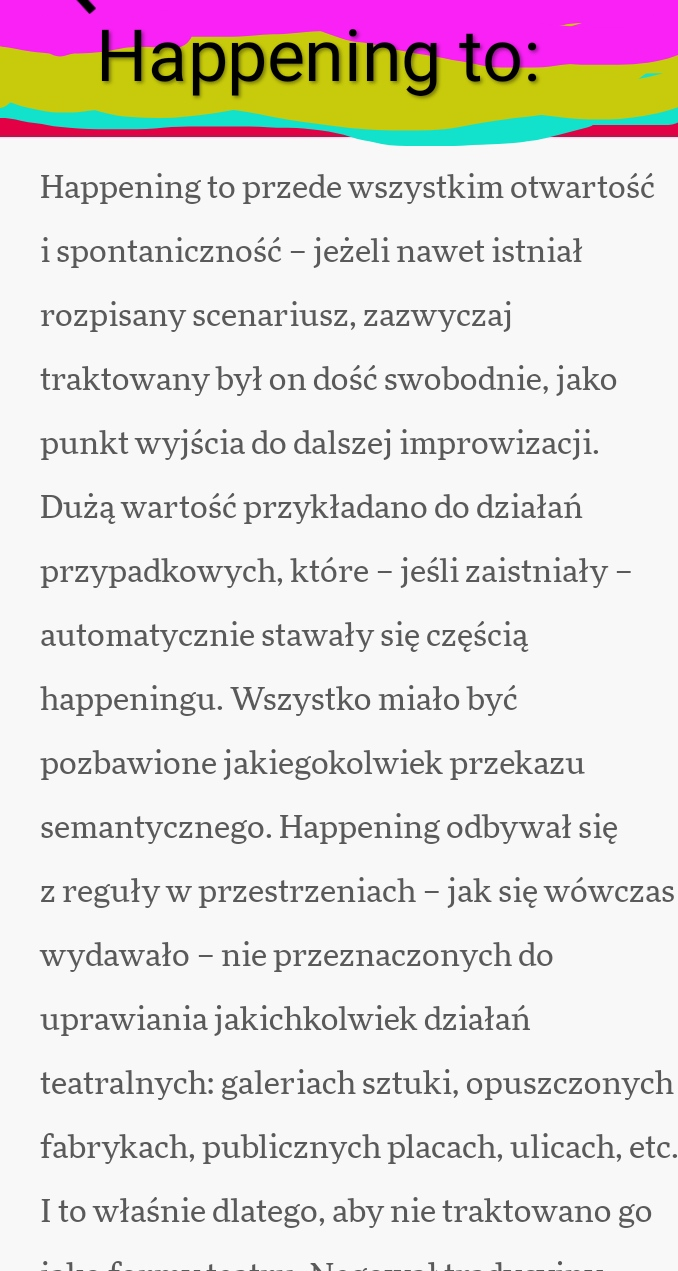 Happening to:
Happening to przede wszystkim otwartość
i spontaniczność – jeżeli nawet istniał
rozpisany scenariusz, zazwyczaj
traktowany był on dość swobodnie, jako
punkt wyjścia do dalszej improwizacji.
Dużą wartość przykładano do działań
przypadkowych, które – jeśli zaistniały –
automatycznie stawały się częścią
happeningu. Wszystko miało być
pozbawione jakiegokolwiek przekazu
semantycznego. Happening odbywał się
z reguły w przestrzeniach – jak się wówczas
wydawało – nie przeznaczonych do
uprawiania jakichkolwiek działań
teatralnych: galeriach sztuki, opuszczonych
fabrykach, publicznych placach, ulicach, etc.
I to właśnie dlatego, aby nie traktowano go